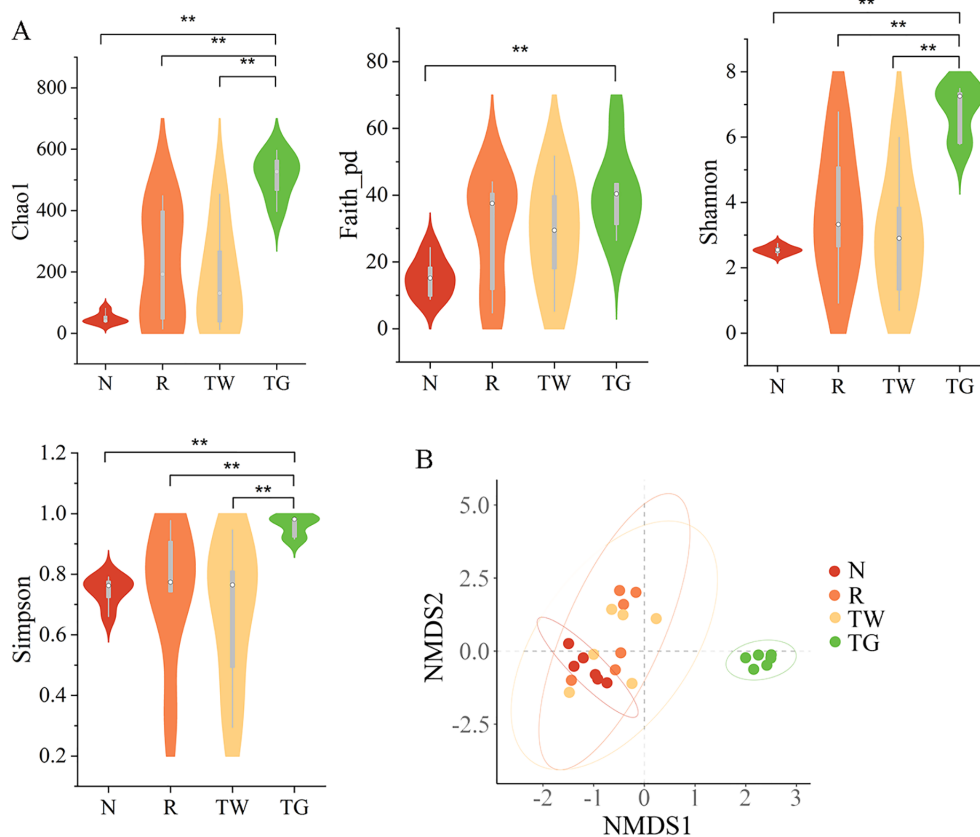 A
**
**
**
Chao1
800
600
400
200
0
N R TW TG
**
Faith_pd
80
60
40
20
0
N R TW TG
**
**
**
Shannon
8
6
4
2
0
N R TW TG
**
**
**
Simpson
1.2
1.0
0.8
0.6
0.4
0.2
N R TW TG
B
NMDS2
5.0
2.5
0.0
-2.5
-2 -1 0 1 2 3
NMDS1
N
R
TW
TG